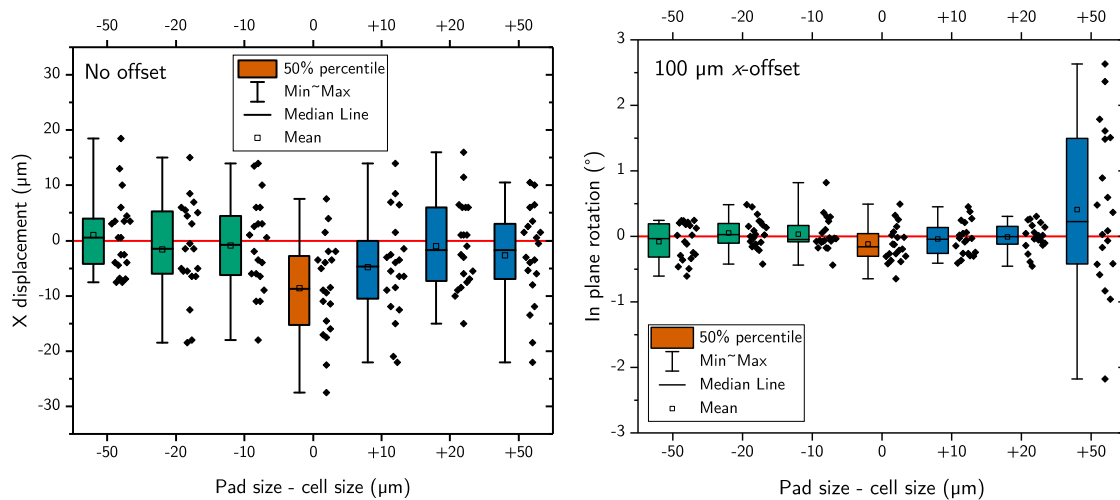 -50 -20 -10 0 +10 +20 +50
No offset
50% percentile
Min~Max
Median Line
Mean
30
20
10
0
-10
-20
-30
X displacement (μm)
-50 -20 -10 0 +10 +20 +50
Pad size - cell size (μm)
-50 -20 -10 0 +10 +20 +50
100 μm x-offset
3
2
1
0
-1
-2
-3
In plane rotation (°)
50% percentile
Min~Max
Median Line
Mean
-50 -20 -10 0 +10 +20 +50
Pad size - cell size (μm)